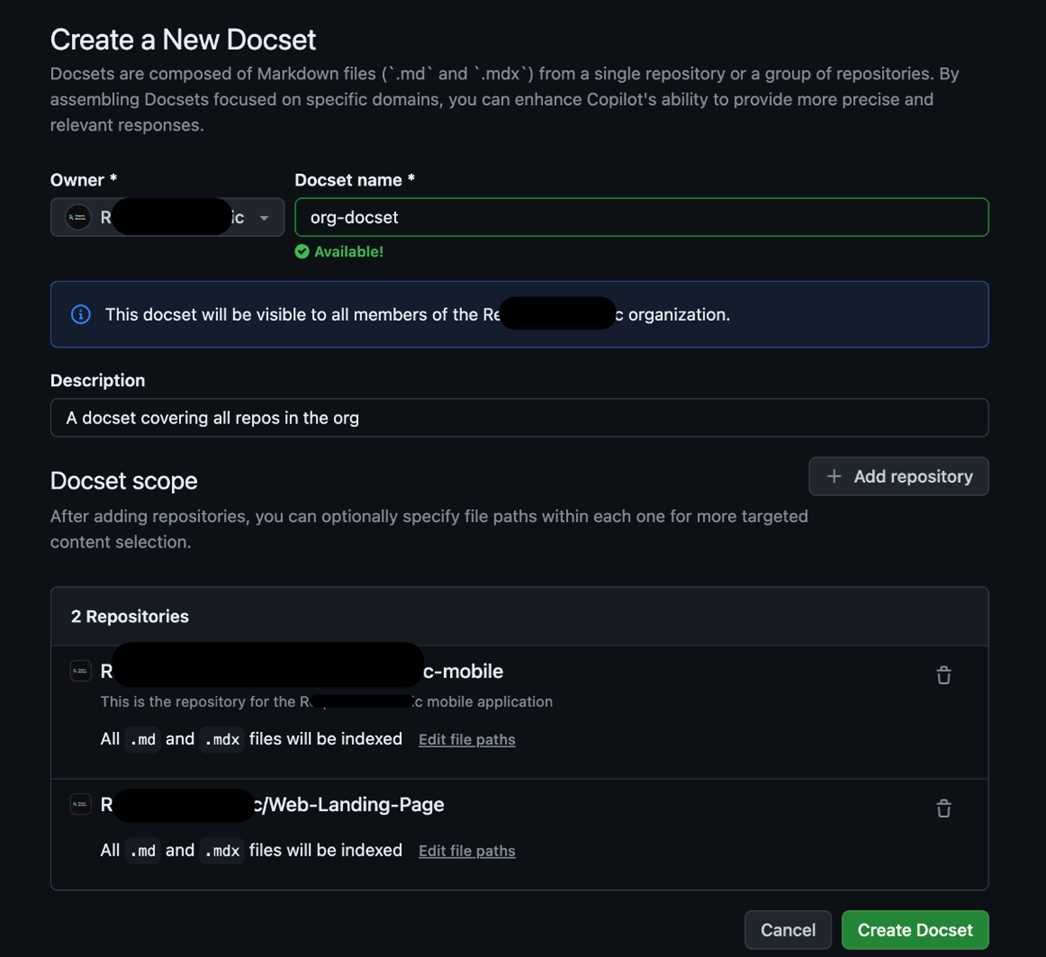 Create a New Docset
Docsets are composed of Markdown files (`.md` and `.mdx`) from a single repository or a group of repositories. By
assembling Docsets focused on specific domains, you can enhance Copilot's ability to provide more precise and
relevant responses.
Owner * Docset name *
R ic org-docset
Available!
This docset will be visible to all members of the Re c organization.
Description
A docset covering all repos in the org
Docset scope
+ Add repository
After adding repositories, you can optionally specify file paths within each one for more targeted
content selection.
2 Repositories
R c-mobile
This is the repository for the R c mobile application
All .md and .mdx files will be indexed Edit file paths
R c/Web-Landing-Page
All .md and .mdx files will be indexed Edit file paths
Cancel Create Docset